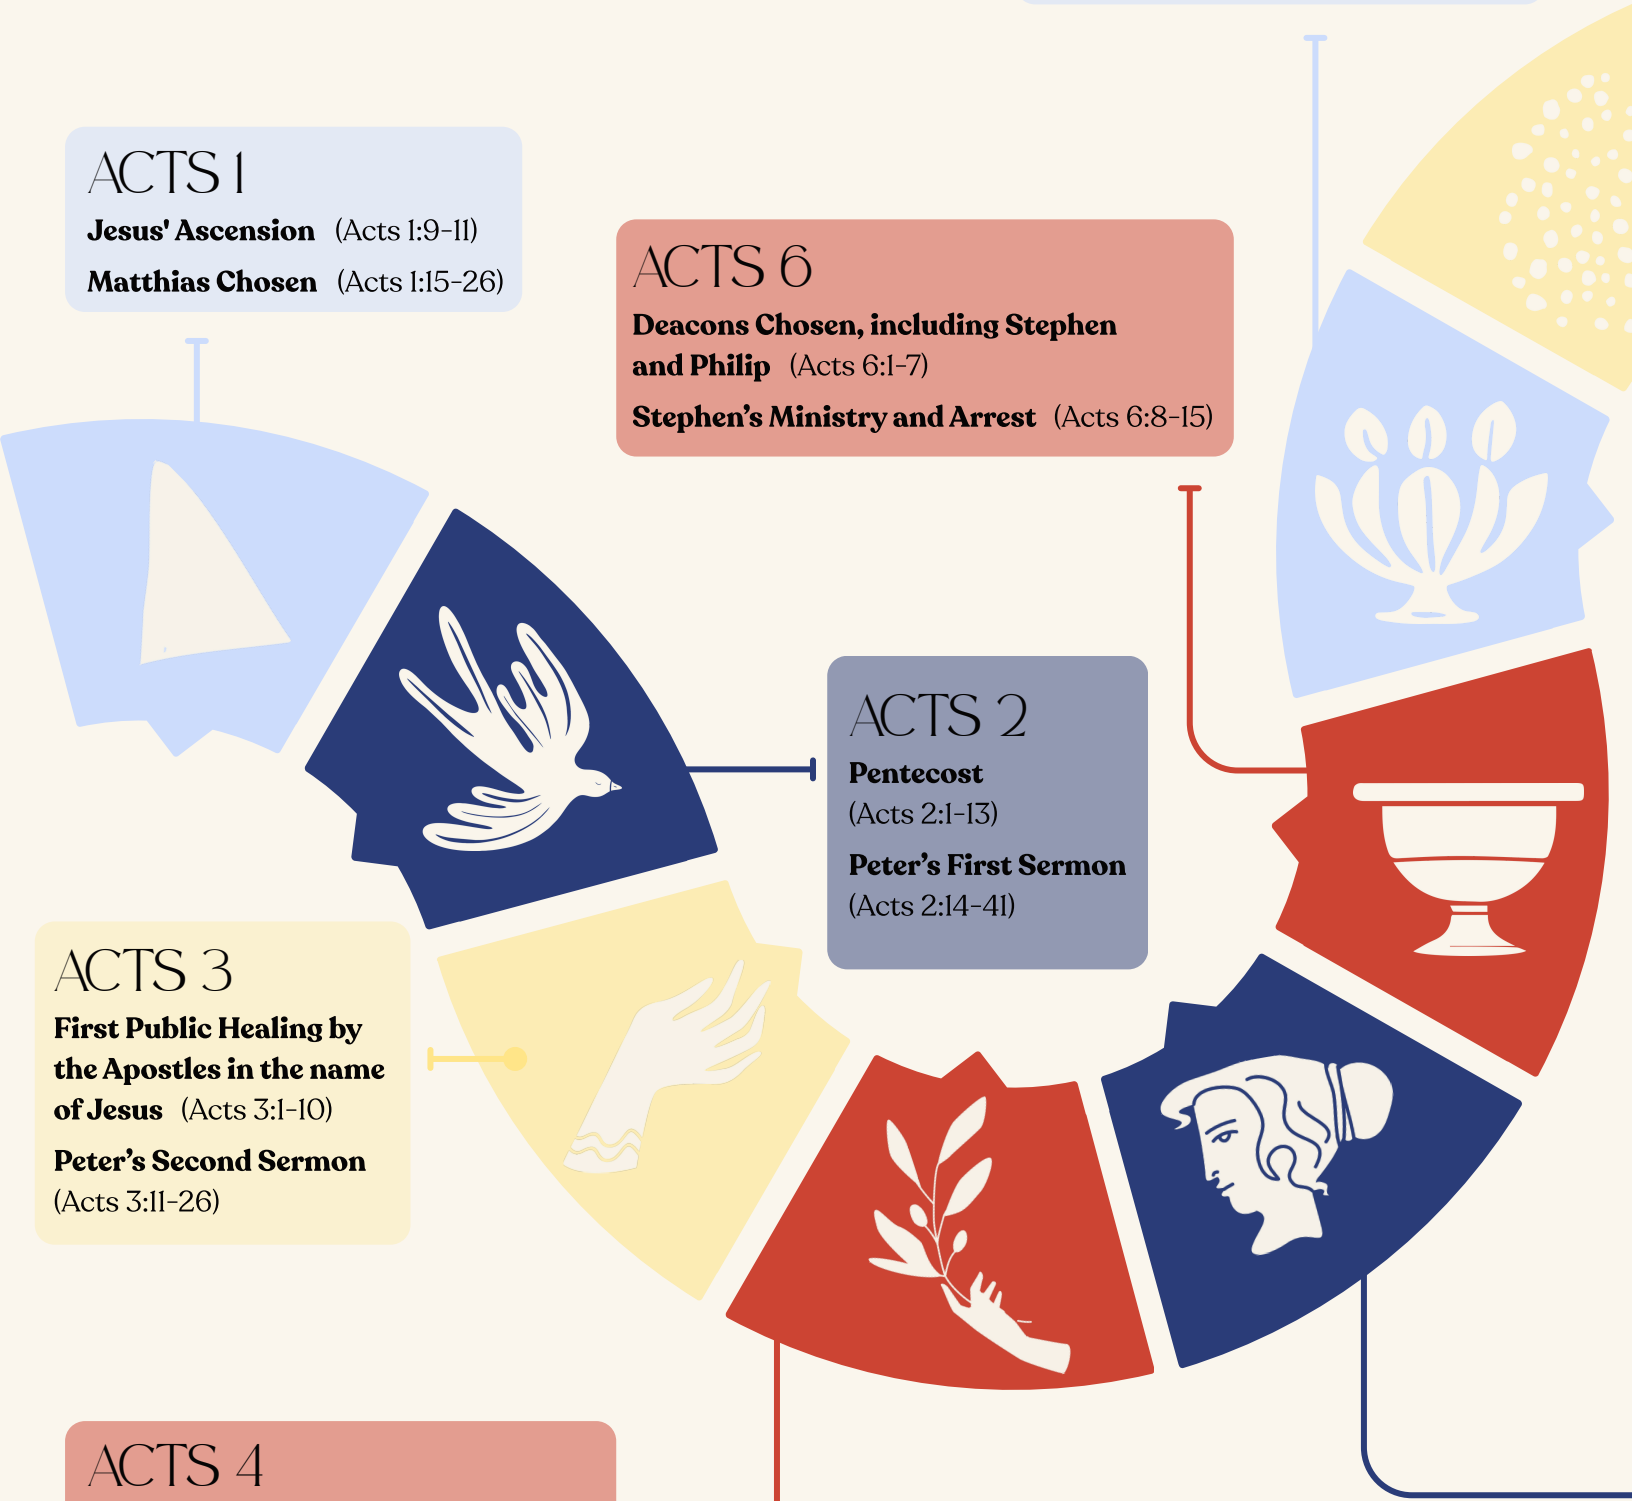 ACTS 1
Jesus' Ascension (Acts 1:9-11)
Matthias Chosen (Acts 1:15-26)
ACTS 6
Deacons Chosen, including Stephen
and Philip (Acts 6:1-7)
Stephen’s Ministry and Arrest (Acts 6:8-15)
ACTS 2
Pentecost
(Acts 2:1-13)
Peter’s First Sermon
(Acts 2:14-41)
ACTS 3
First Public Healing by
the Apostles in the name
of Jesus (Acts 3:1-10)
Peter’s Second Sermon
(Acts 3:11-26)
ACTS 4